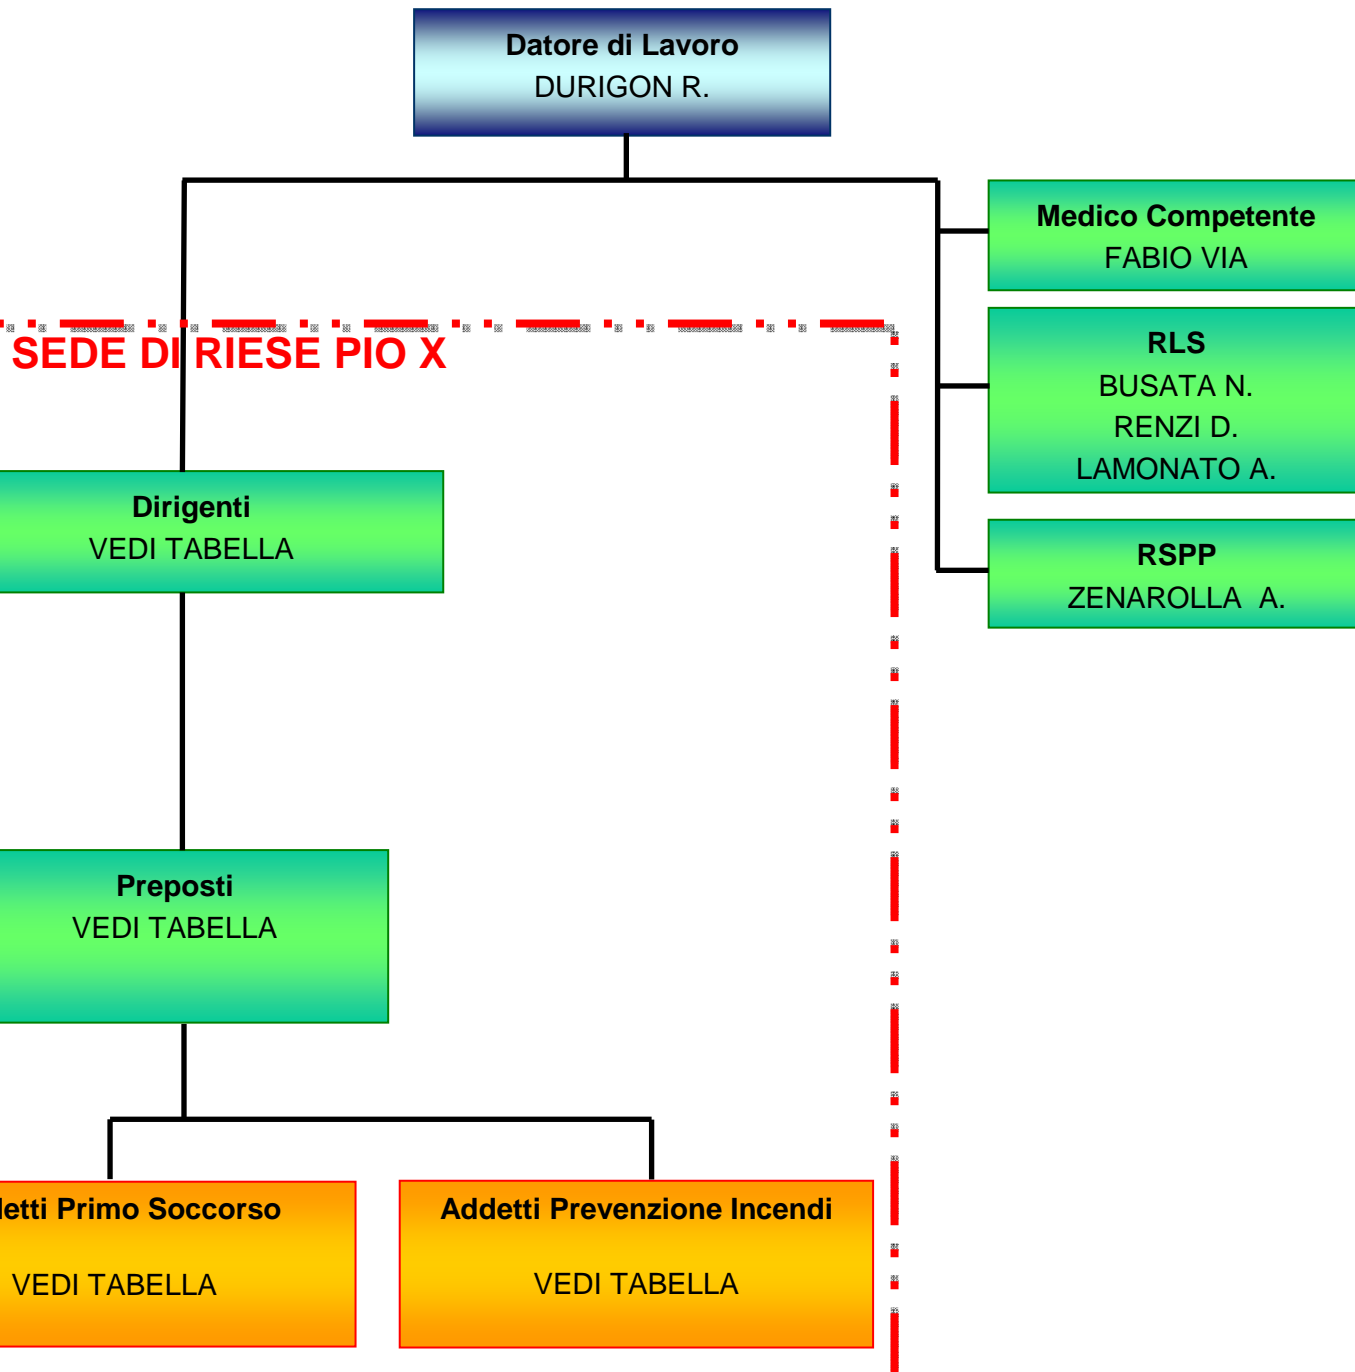 Datore di Lavoro
DURIGON R.
Medico Competente
FABIO VIA
SEDE DI RIESE PIO X
RLS
BUSATA N.
RENZI D.
LAMONATO A.
Dirigenti
VEDI TABELLA
RSPP
ZENAROLLA  A.
Preposti
VEDI TABELLA
etti Primo Soccorso
VEDI TABELLA
Addetti Prevenzione Incendi
VEDI TABELLA